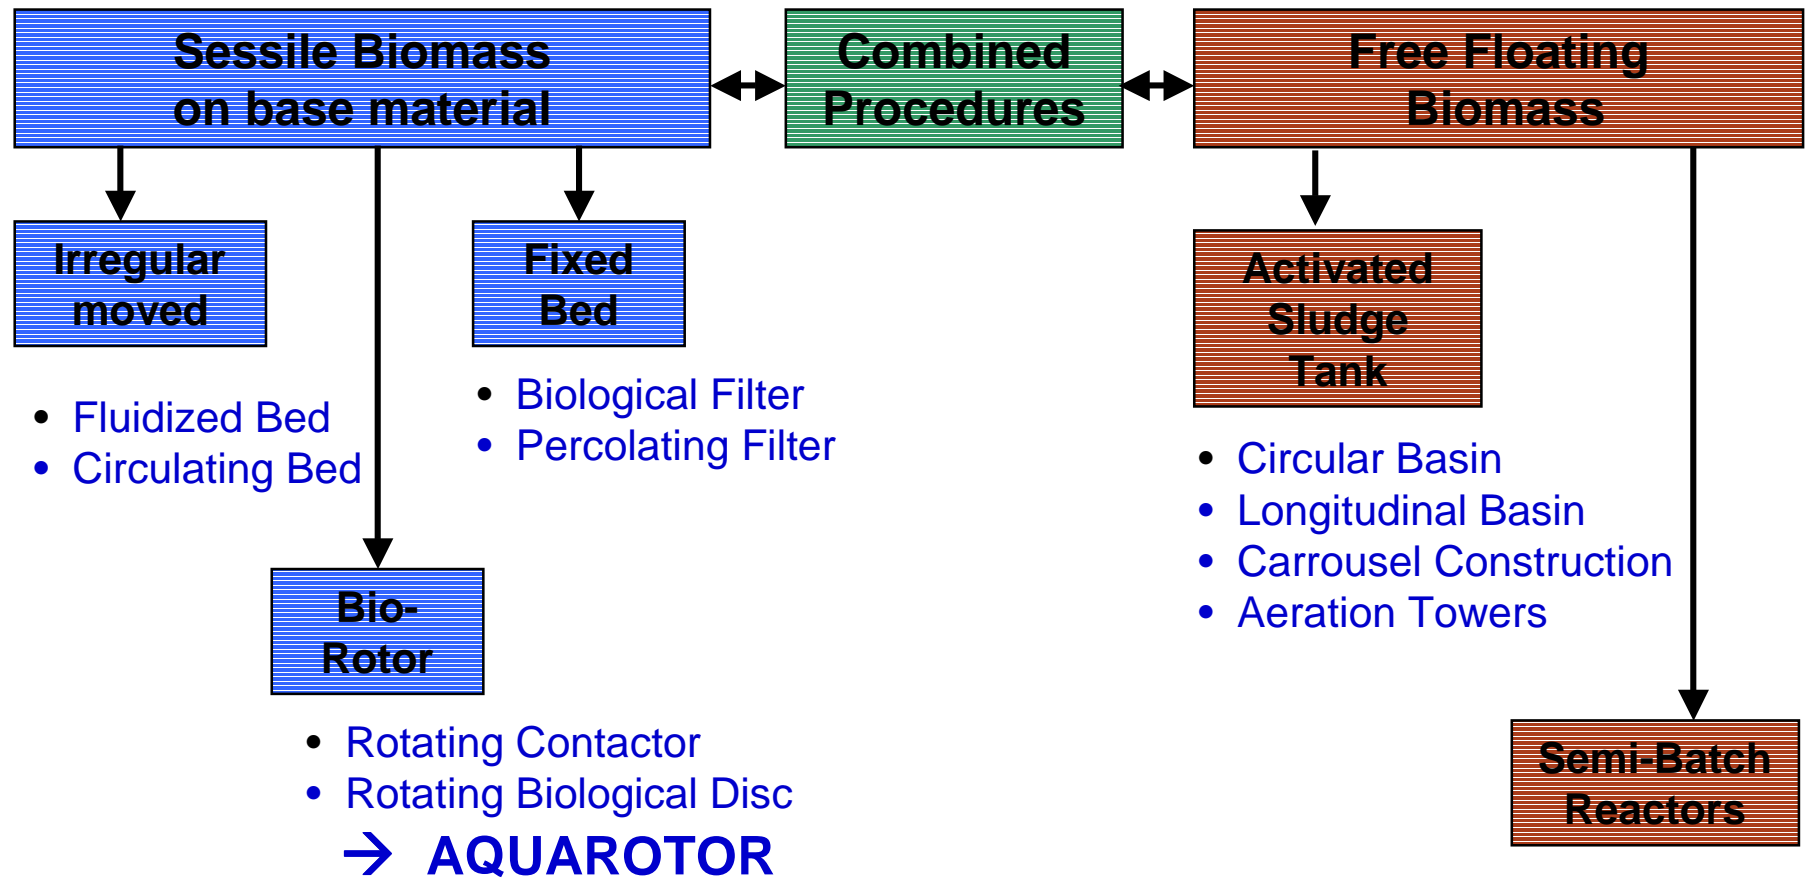 Sessile Biomass
on base material
Combined
Procedures
Free Floating
Biomass
Irregular
moved
Fixed
Bed
Activated
Sludge
Tank
• Fluidized Bed
• Circulating Bed
• Biological Filter
• Percolating Filter
• Circular Basin
• Longitudinal Basin
• Carrousel Construction
• Aeration Towers
Bio-
Rotor
• Rotating Contactor
• Rotating Biological Disc
→ AQUAROTOR
Semi-Batch
Reactors